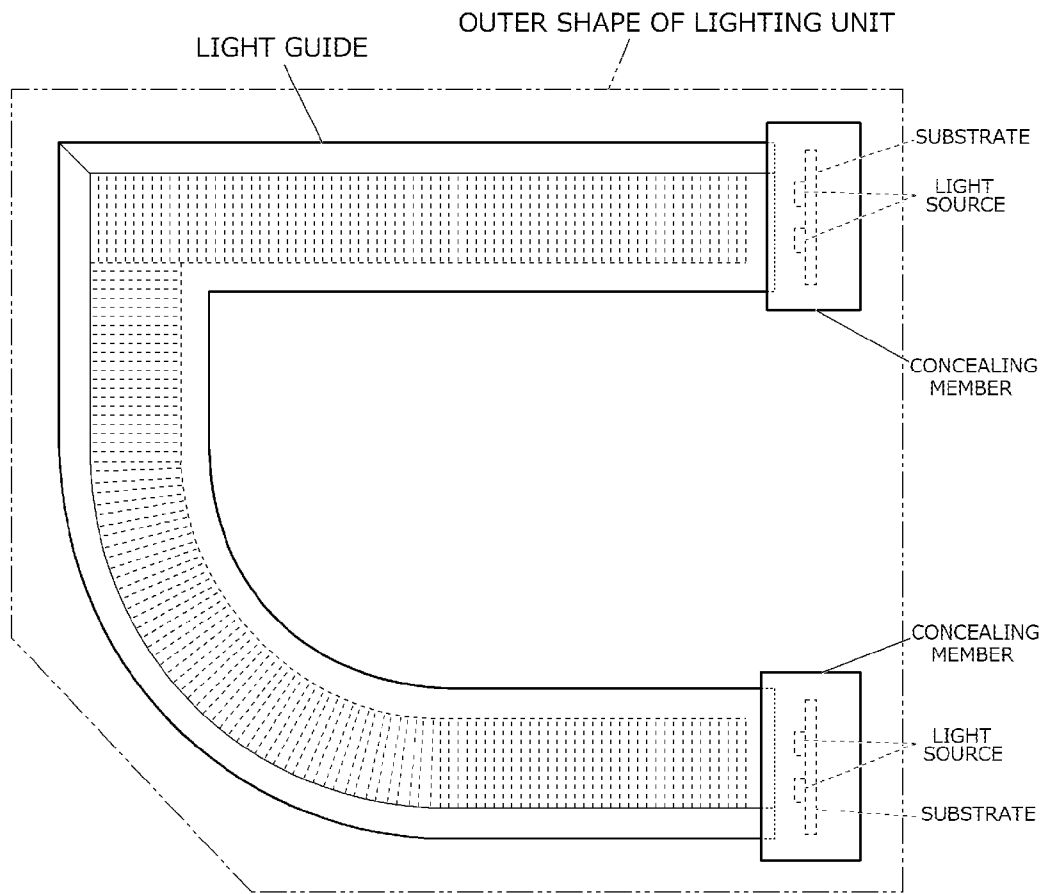 OUTER SHAPE OF LIGHTING UNIT
LIGHT GUIDE
SUBSTRATE
LIGHT
SOURCE
CONCEALING
MEMBER
CONCEALING
MEMBER
LIGHT
SOURCE
SUBSTRATE